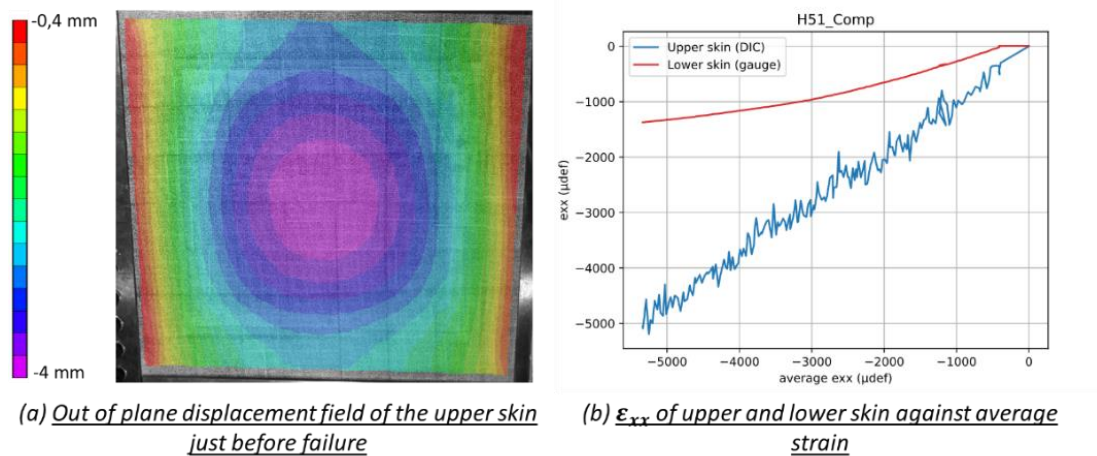 -0,4 mm
-4 mm
H51_Comp
Upper skin (DIC)
Lower skin (gauge)
0
−1000
−2000
−3000
−4000
−5000
exx (μdef)
−5000 −4000 −3000 −2000 −1000 0
average exx (μdef)
(a) Out of plane displacement field of the upper skin
just before failure
(b) εxx of upper and lower skin against average
strain